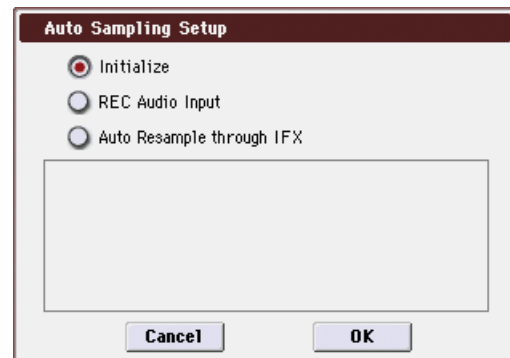 Auto Sampling Setup
Initialize
REC Audio Input
Auto Resample through IFX
Cancel OK